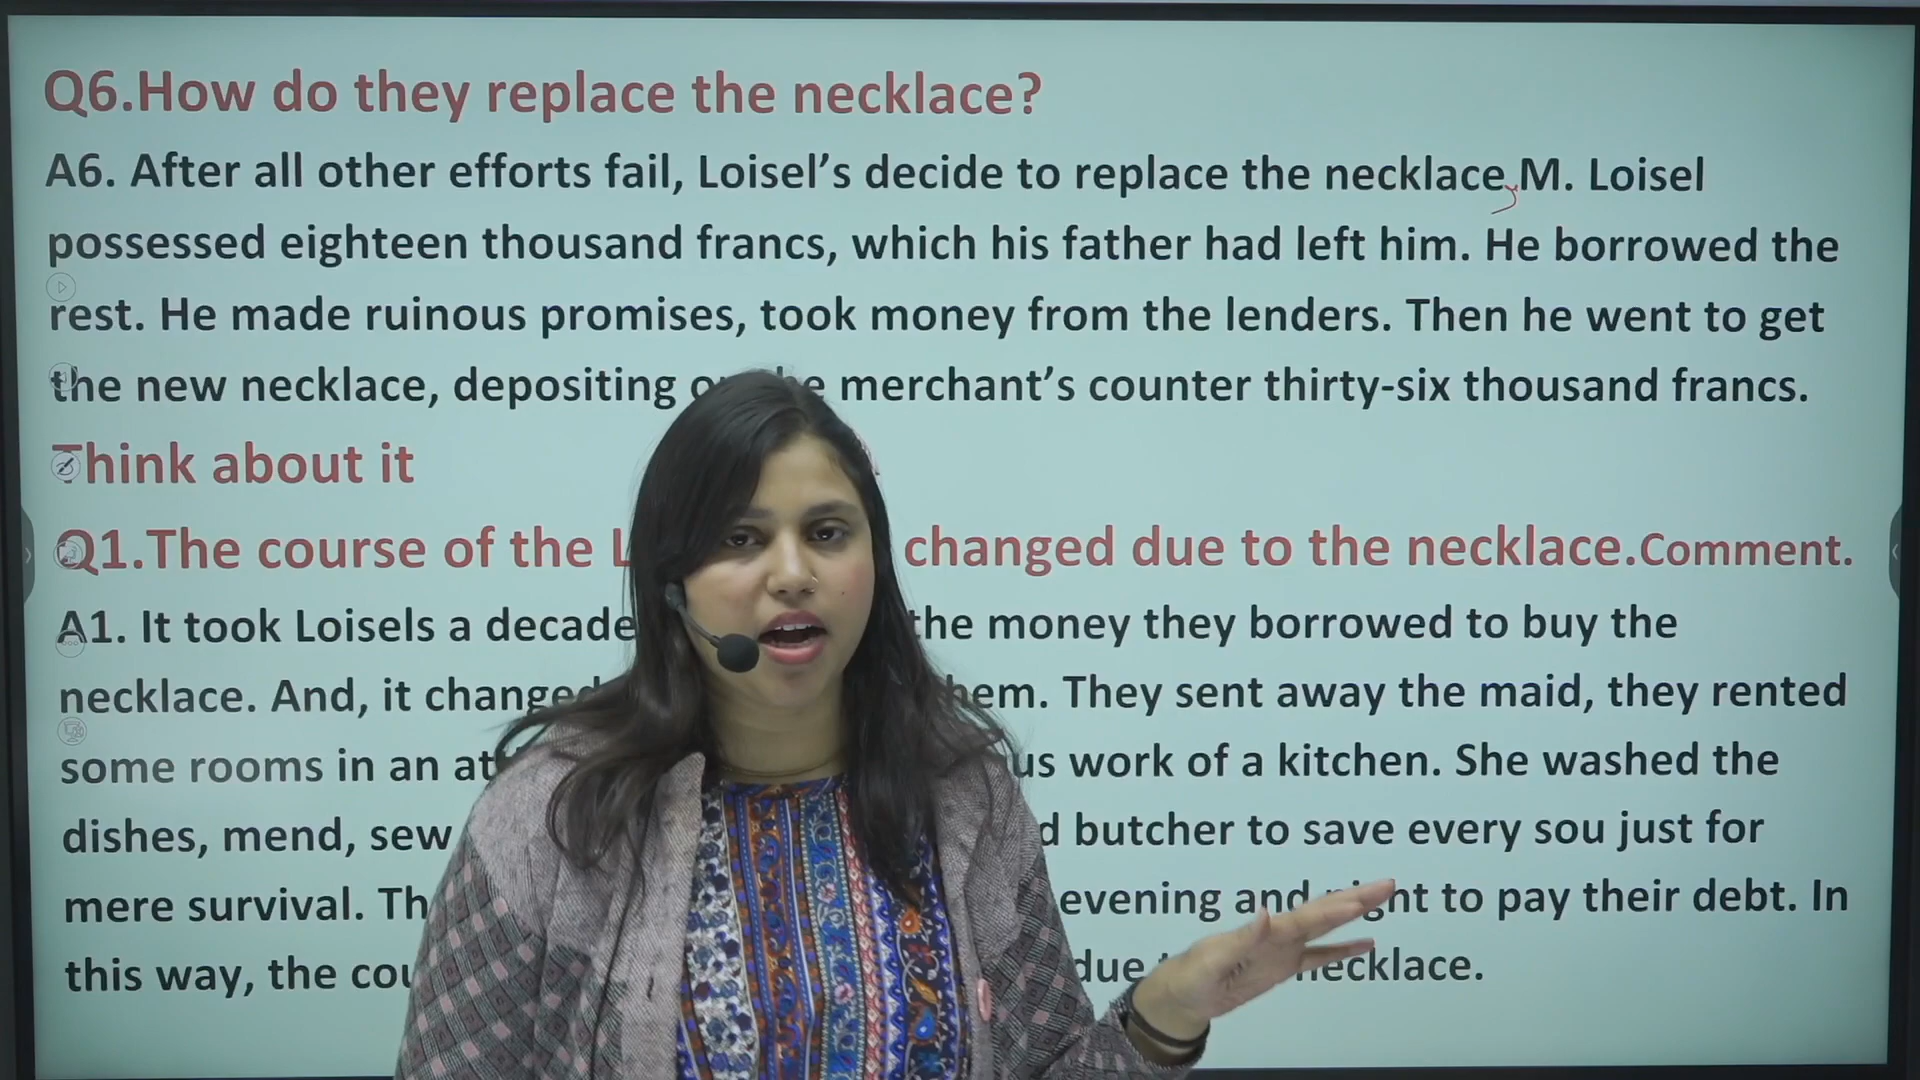 Q6.How do they replace the necklace?
A6. After all other efforts fail, Loisel’s decide to replace the necklace, M. Loisel
possessed eighteen thousand francs, which his father had left him. He borrowed the
rest. He made ruinous promises, took money from the lenders. Then he went to get
the new necklace, depositing merchant’s counter thirty-six thousand francs.
Think about it
Q1.The course of the changed due to the necklace.Comment.
A1. It took Loisels a decade the money they borrowed to buy the
necklace. And, it changed them. They sent away the maid, they rented
some rooms in an work of a kitchen. She washed the
dishes, mend, sew butcher to save every sou just for
mere survival. evening and night to pay their debt. In
this way, the due necklace.